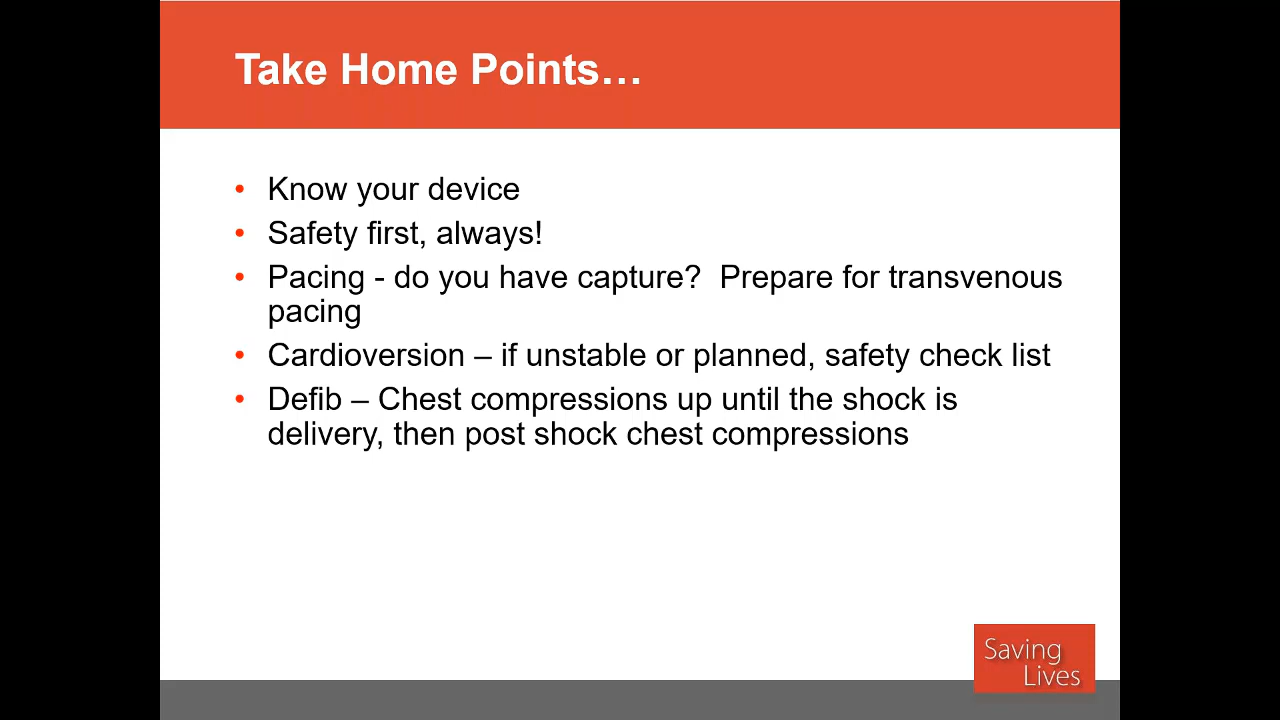 Take Home Points…
• Know your device
• Safety first, always!
• Pacing - do you have capture?  Prepare for transvenous
pacing
• Cardioversion – if unstable or planned, safety check list
• Defib – Chest compressions up until the shock is
delivery, then post shock chest compressions
Saving
Lives